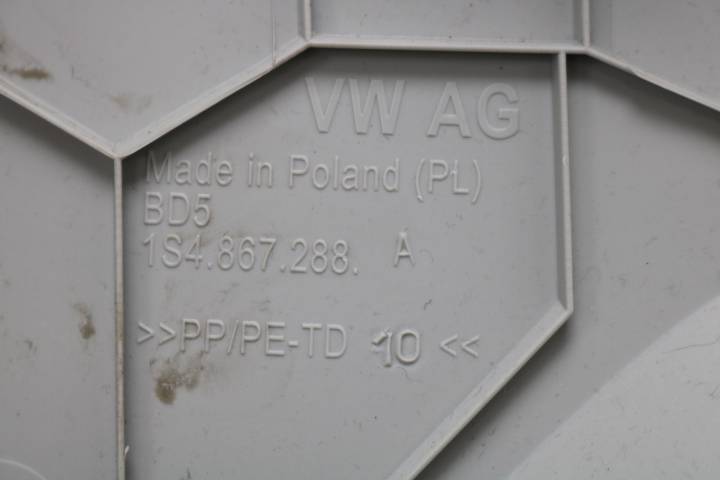 VW AG
Made in Poland (PL)
BD5
1S4.867.288. A
>>PP/PE-TD 10 <<